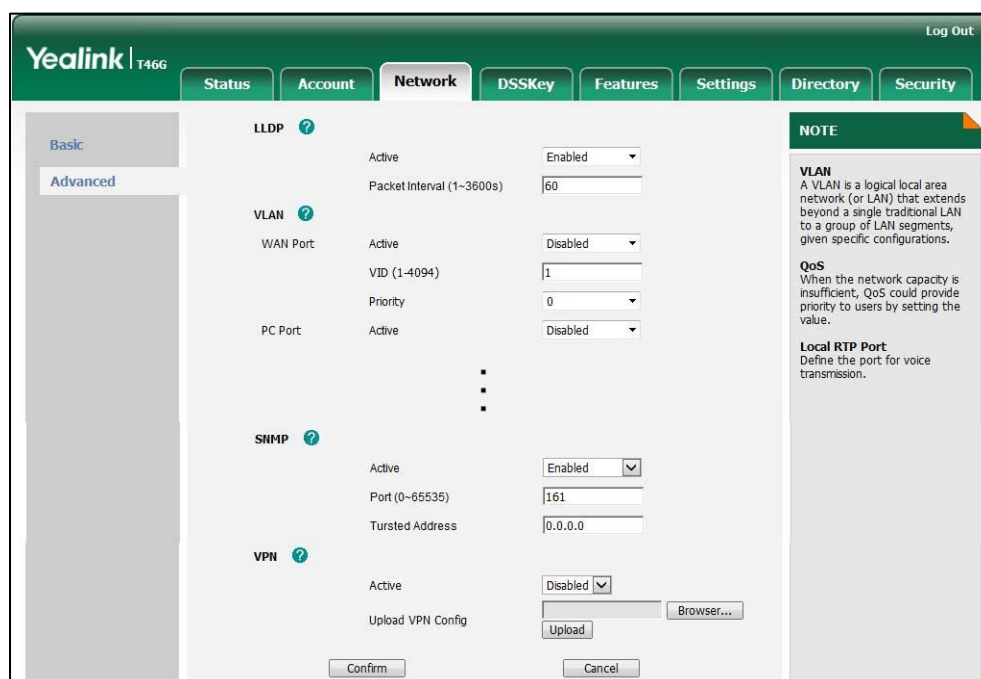 Log Out
Yealink | T46G
Status Account Network DSSKey Features Settings Directory Security
Basic
Advanced
LLDP ?
Active Enabled
Packet Interval (1~3600s) 60
VLAN ?
WAN Port Active Disabled
VID (1-4094) 1
Priority 0
PC Port Active Disabled
SNMP ?
Active Enabled
Port (0~65535) 161
Tursted Address 0.0.0.0
VPN ?
Active Disabled
Upload VPN Config Browser...
Upload
Confirm Cancel
NOTE
VLAN
A VLAN is a logical local area
network (or LAN) that extends
beyond a single traditional LAN
to a group of LAN segments,
given specific configurations.
QoS
When the network capacity is
insufficient, QoS could provide
priority to users by setting the
value.
Local RTP Port
Define the port for voice
transmission.